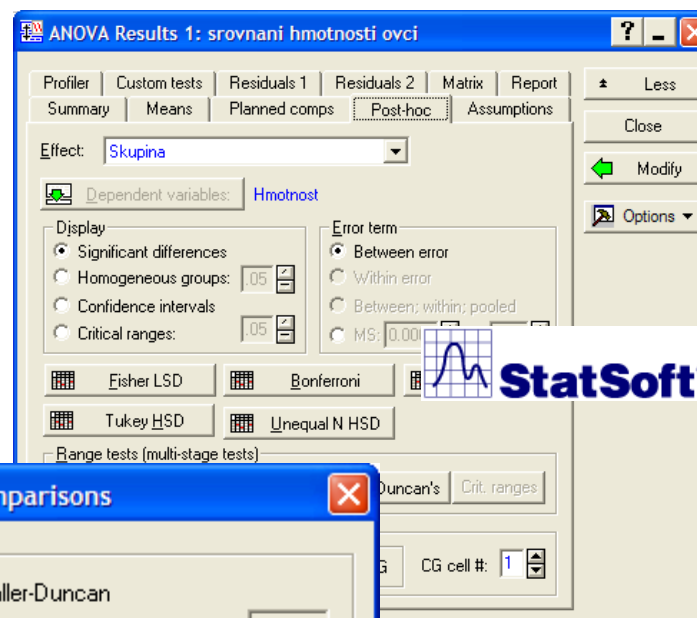 ANOVA Results 1: srovnani hmotnosti ovci
Profiler Custom tests Residuals 1 Residuals 2 Matrix Report
Summary Means Planned comps Post-hoc Assumptions
Less
Close
Modify
Options
Effect: Skupina
Dependent variables: Hmotnost
Display
Significant differences
Homogeneous groups: .05
Confidence intervals
Critical ranges: .05
Error term
Between error
Within error
Between; within; pooled
MS:
StatSoft
Fisher LSD Bonferroni
Tukey HSD Unequal N HSD
Range tests (multi-stage tests)
Duncan's Crit. ranges
CG cell #: 1